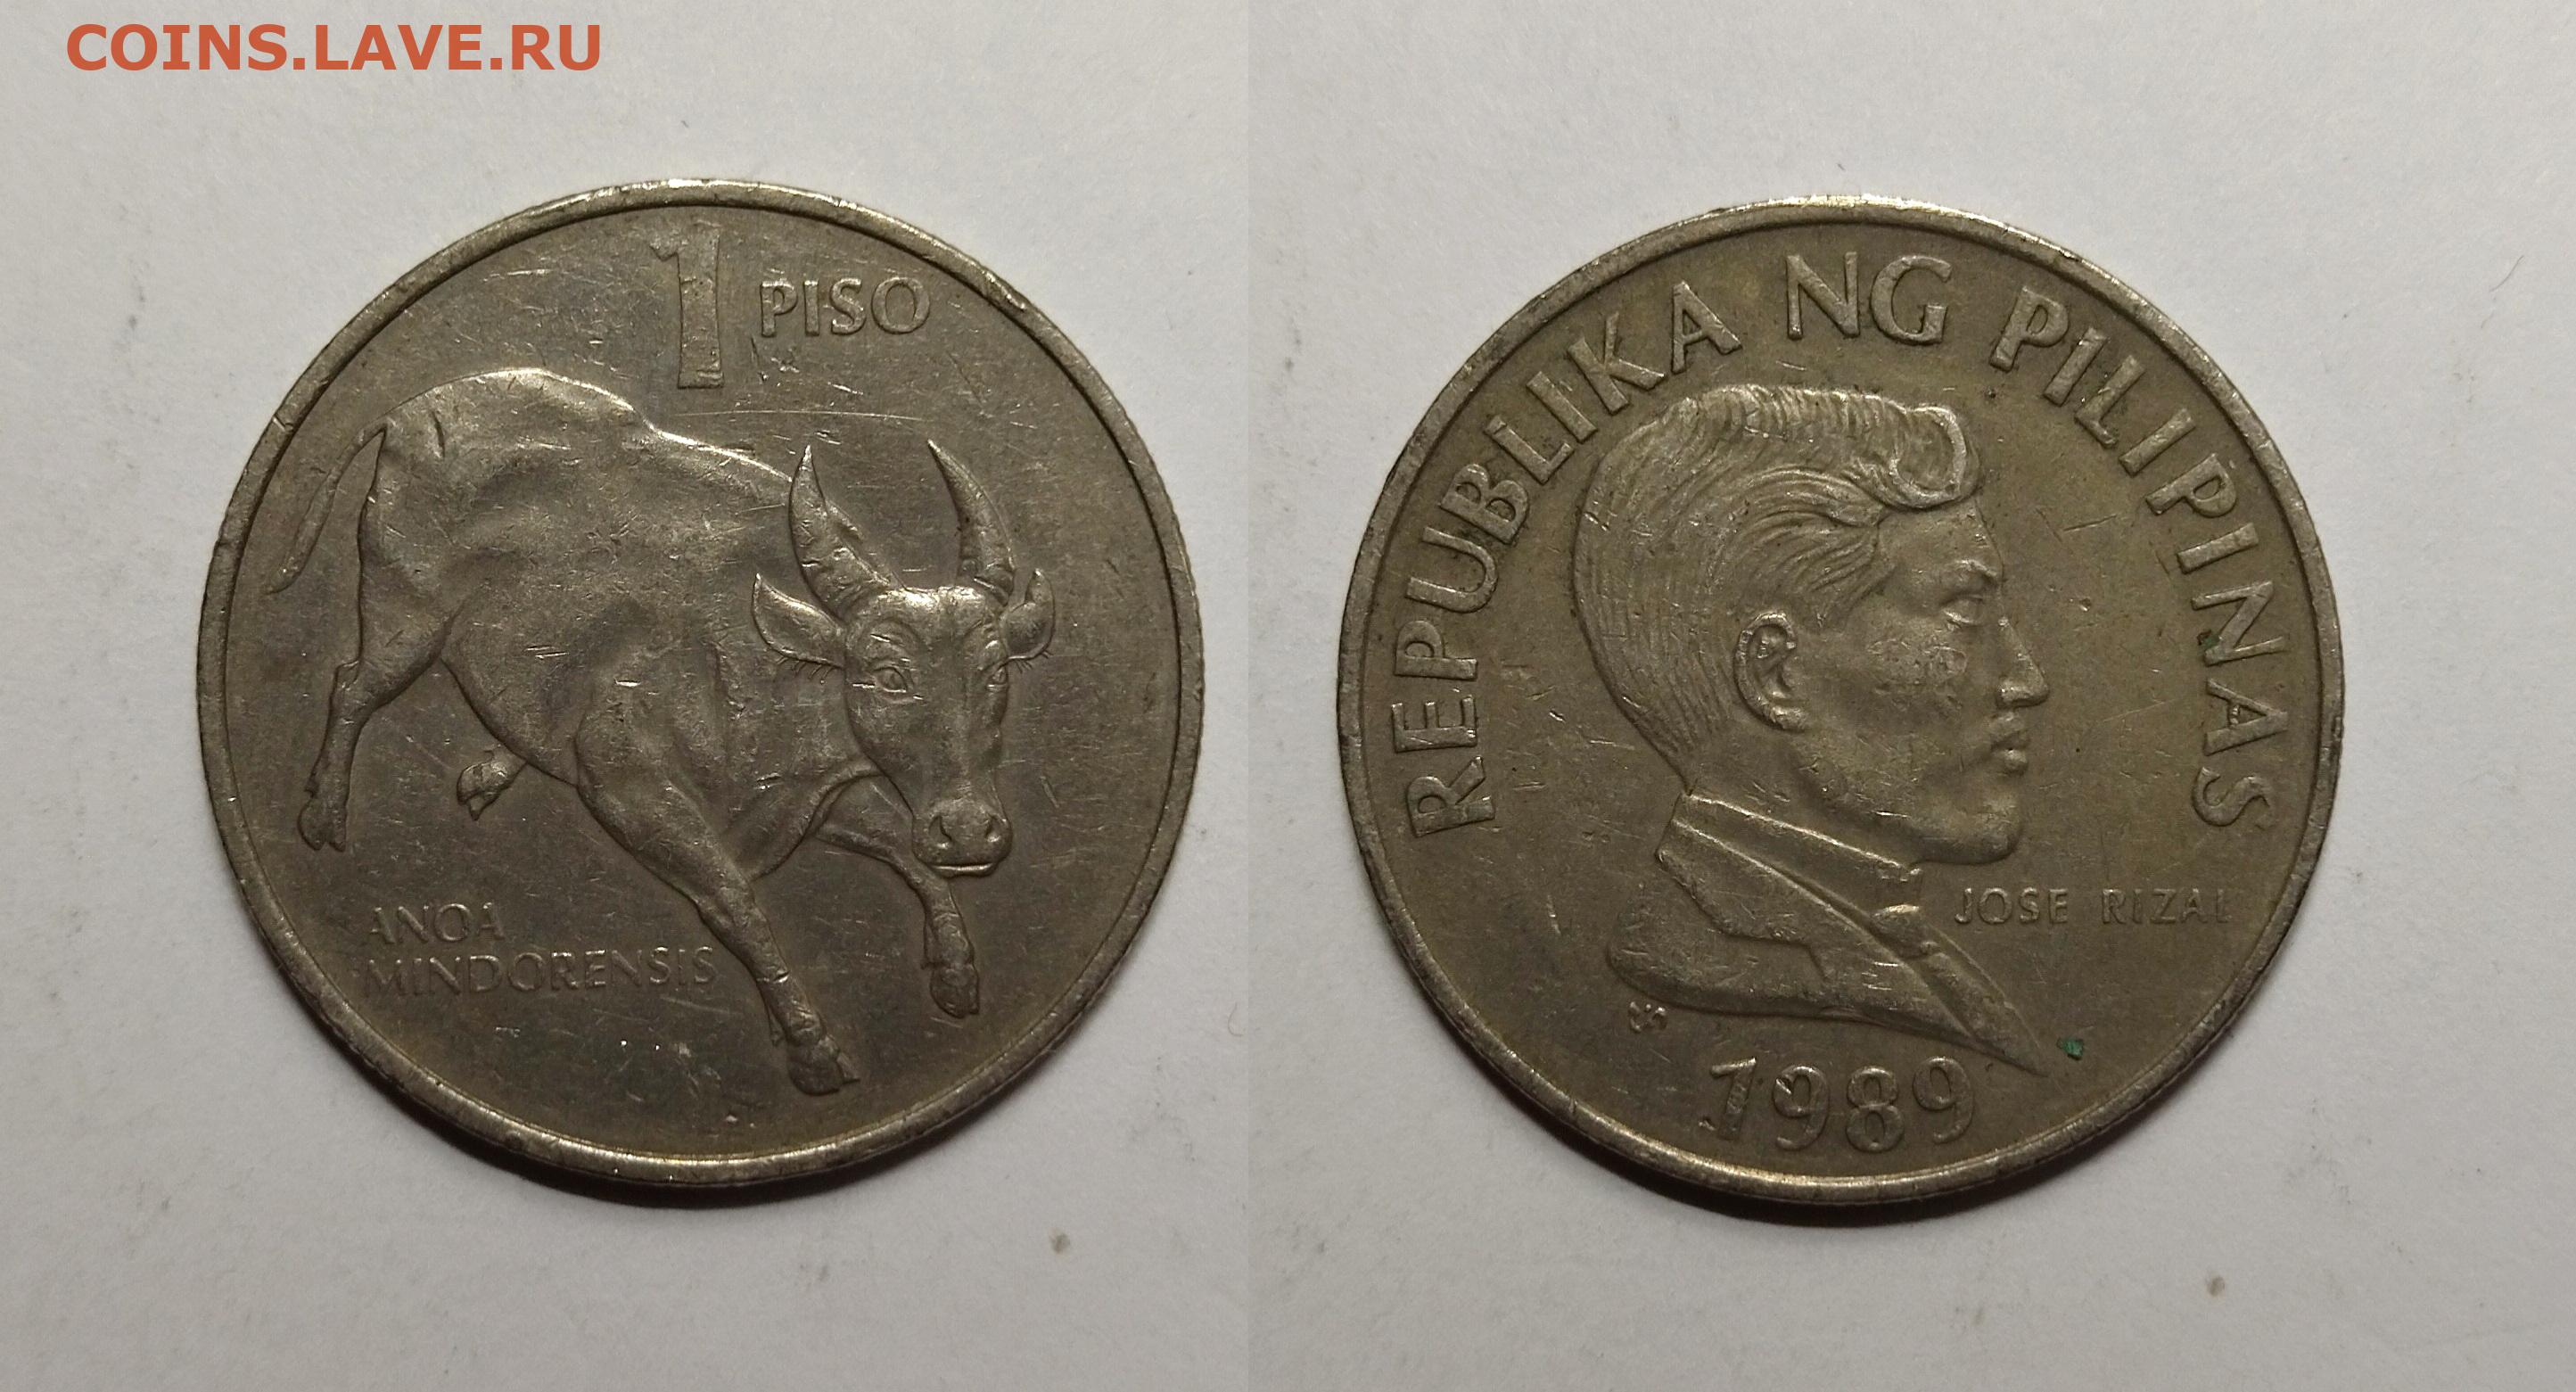 COINS.LAVE.RU
1 PISO
ANOA
MINDORENSIS
REPUBLIKA NG PILIPINAS
JOSE RIZAL
1989